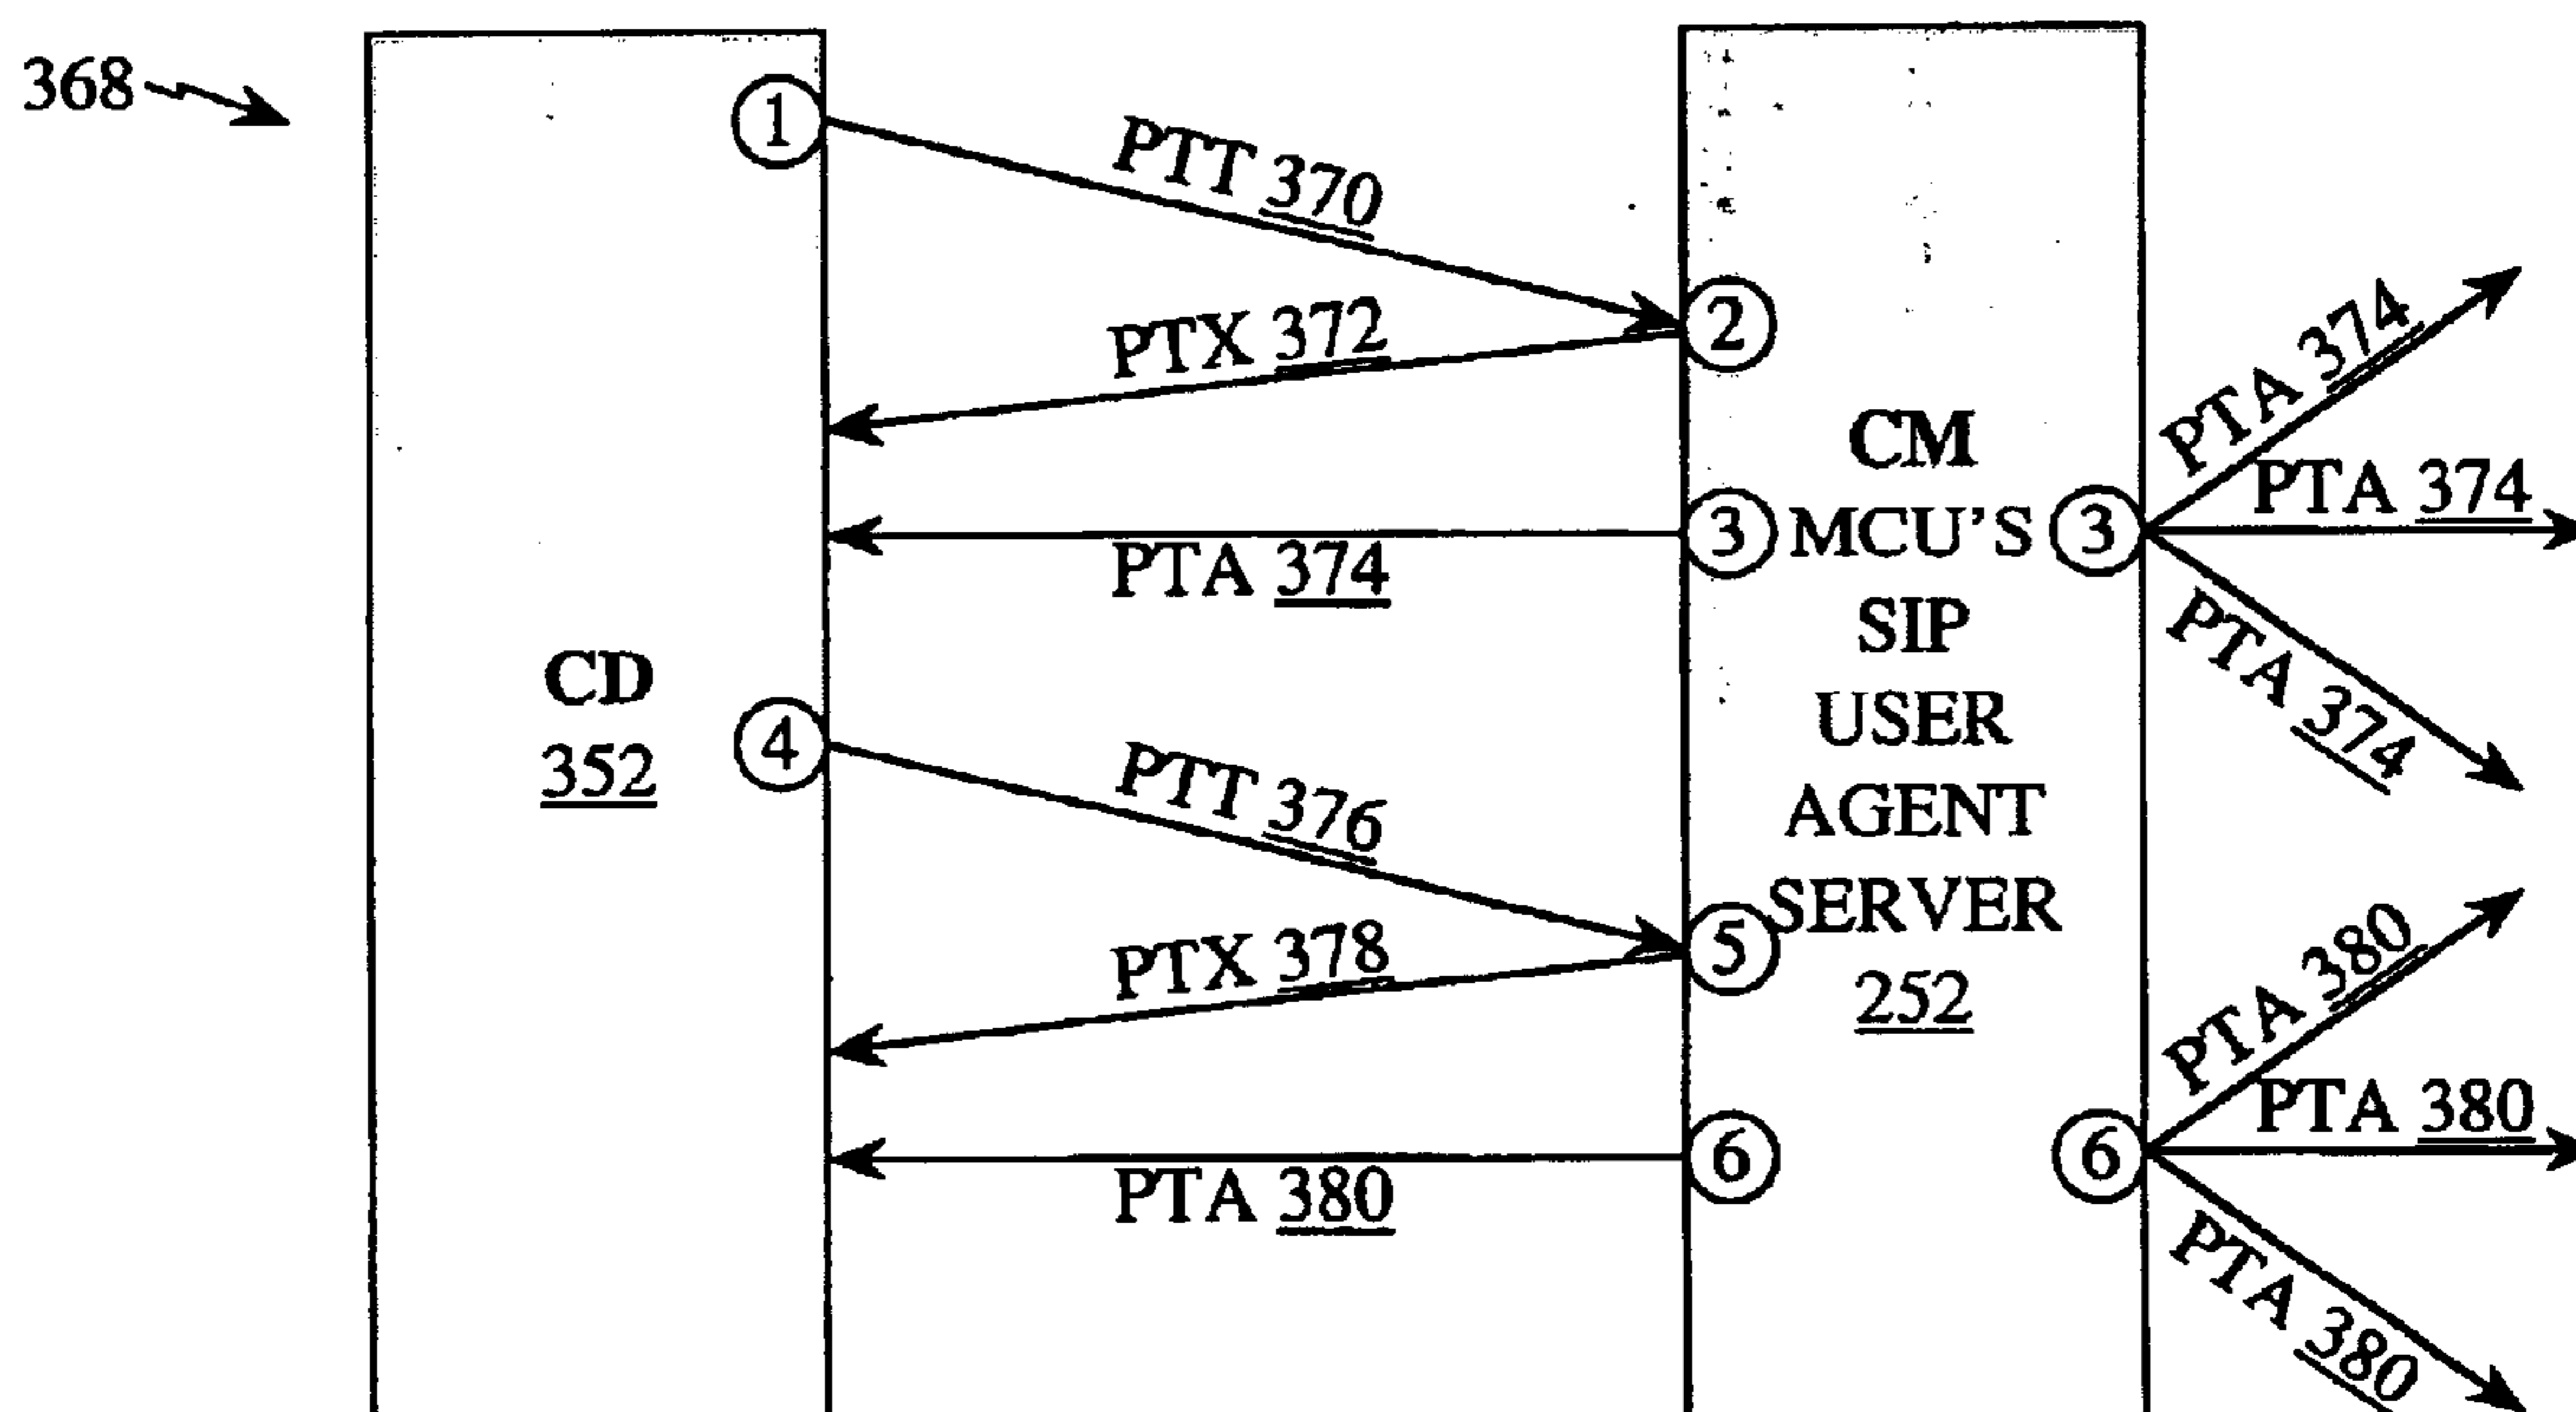 368
1
PTT 370
PTX 372
2
3
PTA 374
CD
352
4
PTT 376
PTX 378
5
6
PTA 380
CM
MCU'S
SIP
USER
AGENT
SERVER
252
3
PTA 374
PTA 374
PTA 374
6
PTA 380
PTA 380
PTA 380